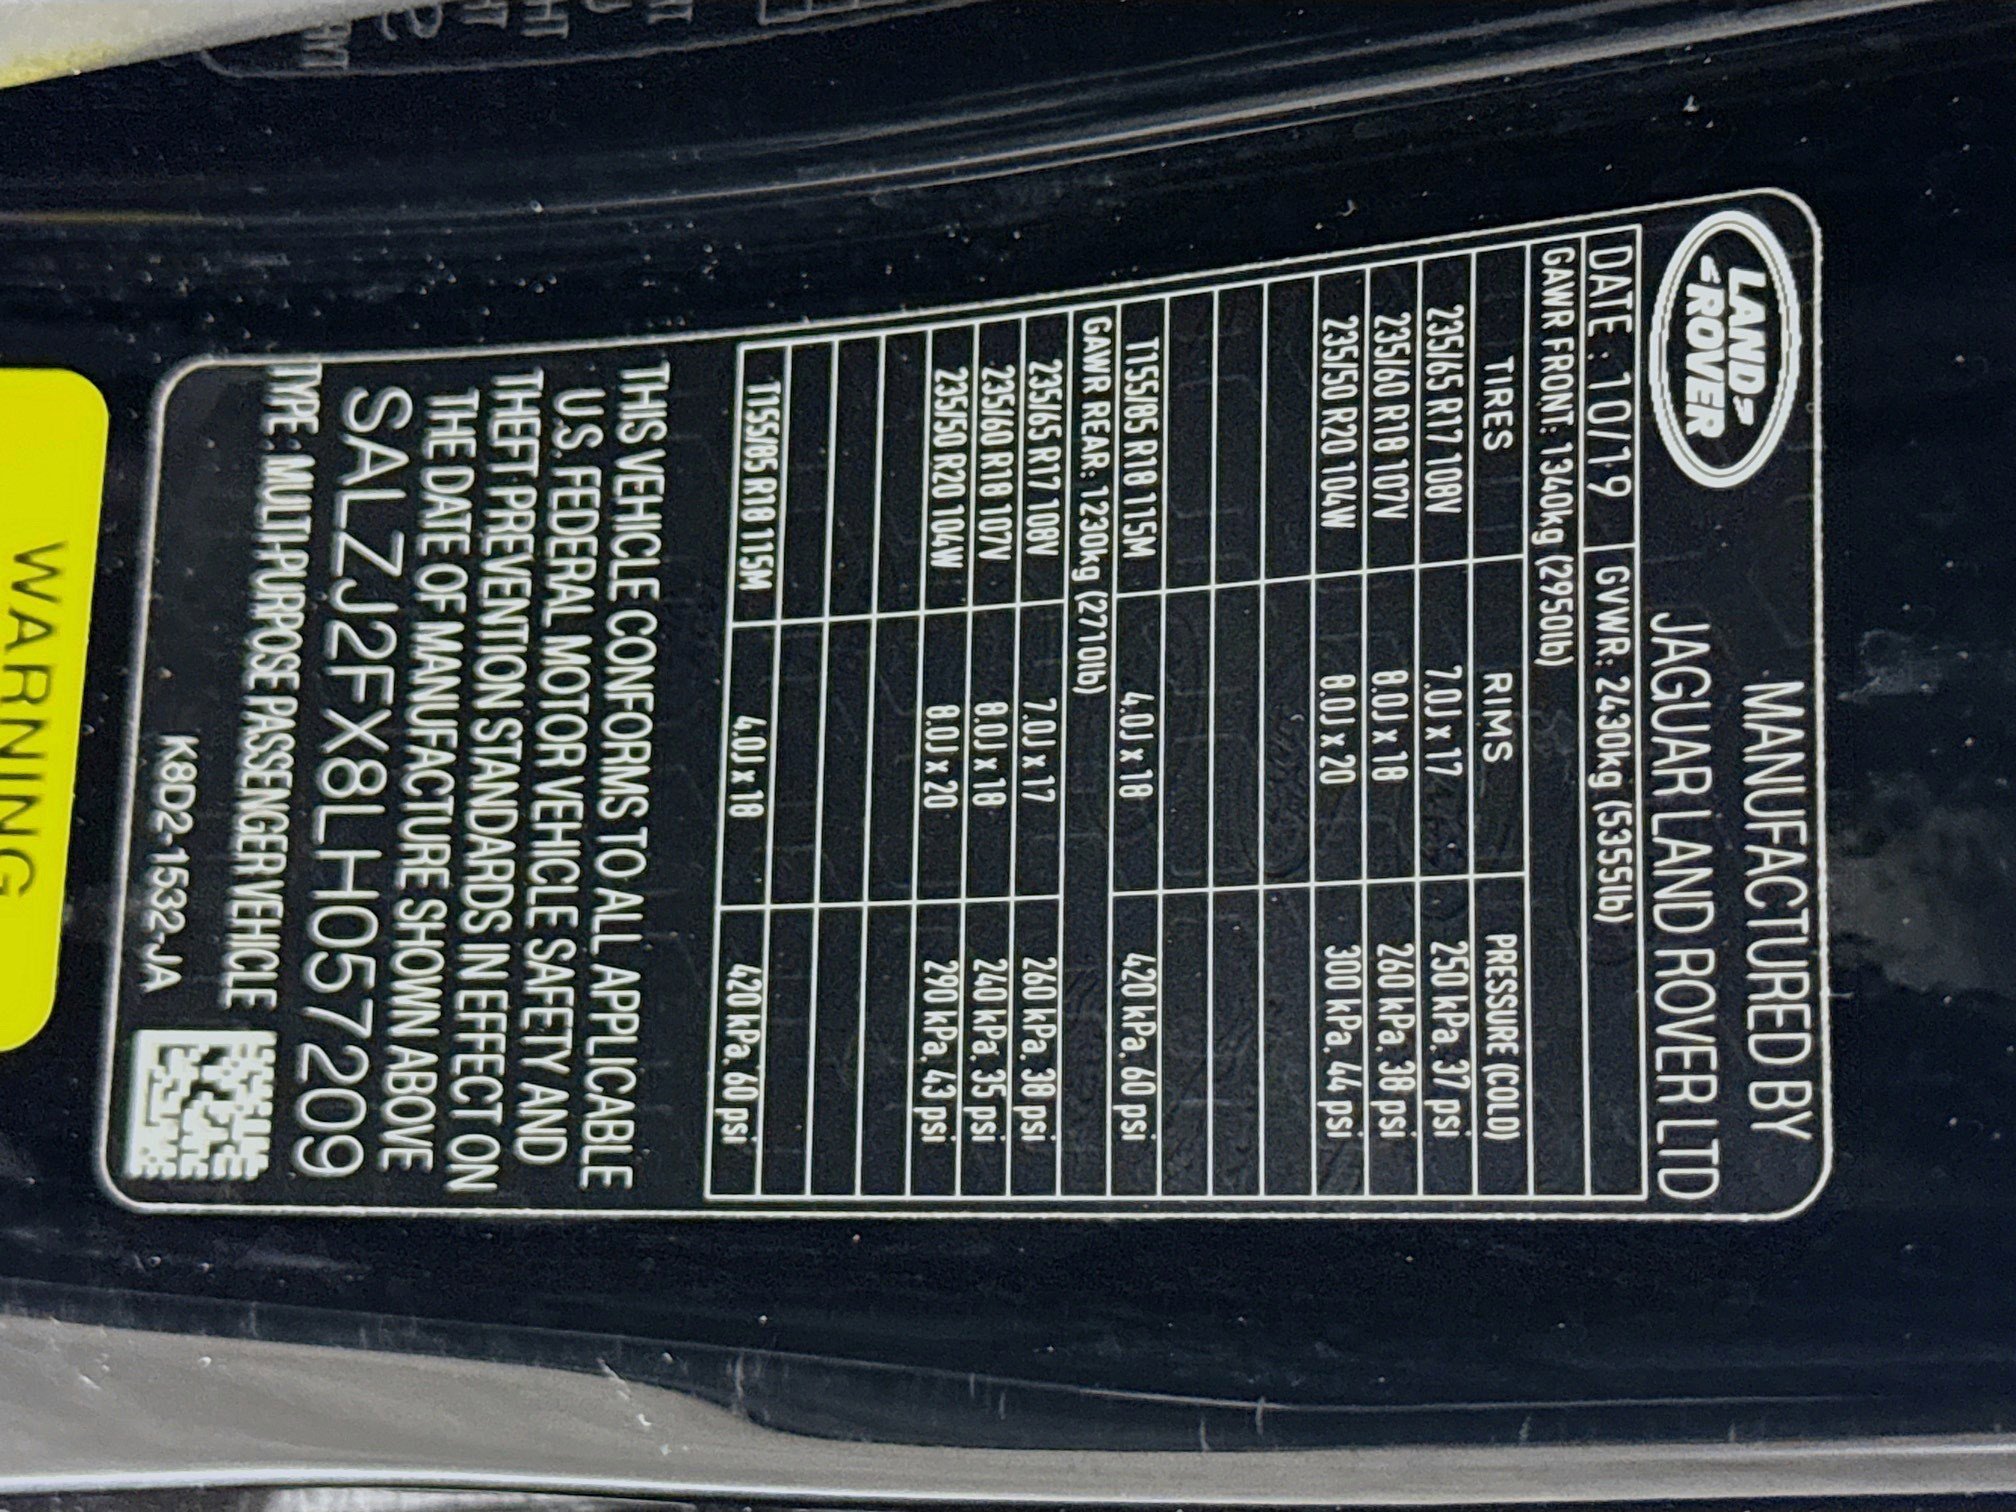 LAND ROVER
MANUFACTURED BY
JAGUAR LAND ROVER LTD
DATE : 10/19 GVWR: 2430kg (5355lb)
GAWR FRONT: 1340kg (2950lb)
TIRES RIMS PRESSURE (COLD)
235/65 R17 108V 7.0J x 17 250 kPa, 37 psi
235/60 R18 107V 8.0J x 18 260 kPa, 38 psi
235/50 R20 104W 8.0J x 20 300 kPa, 44 psi
T155/85 R18 115M 4.0J x 18 420 kPa, 60 psi
GAWR REAR: 1230kg (2710lb)
235/65 R17 108V 7.0J x 17 260 kPa, 38 psi
235/60 R18 107V 8.0J x 18 240 kPa, 35 psi
235/50 R20 104W 8.0J x 20 290 kPa, 43 psi
T155/85 R18 115M 4.0J x 18 420 kPa, 60 psi
THIS VEHICLE CONFORMS TO ALL APPLICABLE
U.S. FEDERAL MOTOR VEHICLE SAFETY AND
THEFT PREVENTION STANDARDS IN EFFECT ON
THE DATE OF MANUFACTURE SHOWN ABOVE
SALZJ2FX8LH057209
TYPE : MULTI PURPOSE PASSENGER VEHICLE
K8D2-1532-JA
WARNING